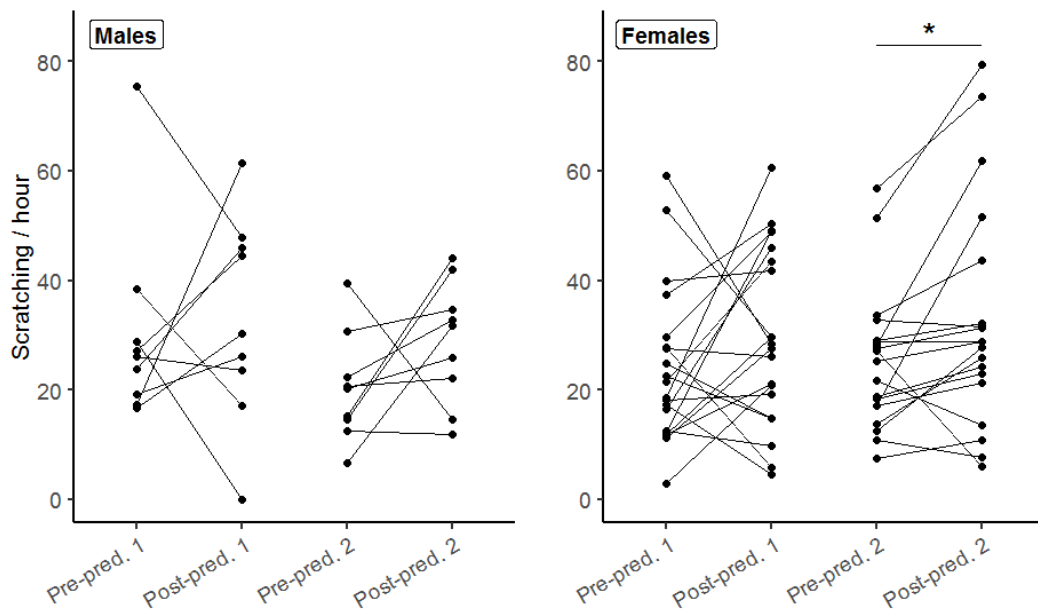 Males
Females
*
Scratching / hour
80
60
40
20
0
80
60
40
20
0
Pre-pred. 1
Post-pred. 1
Pre-pred. 2
Post-pred. 2
Pre-pred. 1
Post-pred. 1
Pre-pred. 2
Post-pred. 2